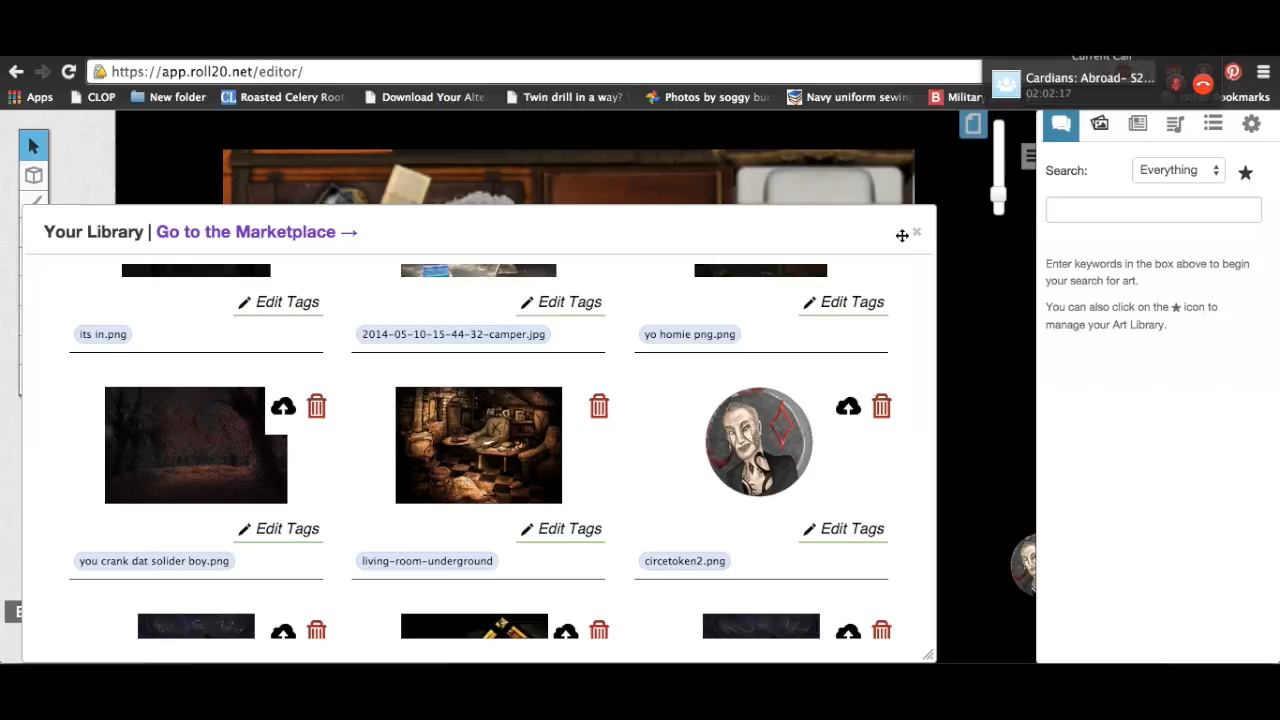 https://app.roll20.net/editor/
Current Call
Cardians: Abroad- S2...
02:02:17
Apps
CLOP
New folder
Roasted Celery Root
Download Your Alte
Twin drill in a way?
Photos by soggy bu
Navy uniform sewin
Militar
Other Bookmarks
Search:
Everything
Your Library | Go to the Marketplace →
Enter keywords in the box above to begin
your search for art.
You can also click on the ★ icon to
manage your Art Library.
Edit Tags
Edit Tags
Edit Tags
its in.png
2014-05-10-15-44-32-camper.jpg
yo homie png.png
Edit Tags
Edit Tags
Edit Tags
you crank dat solider boy.png
living-room-underground
circetoken2.png